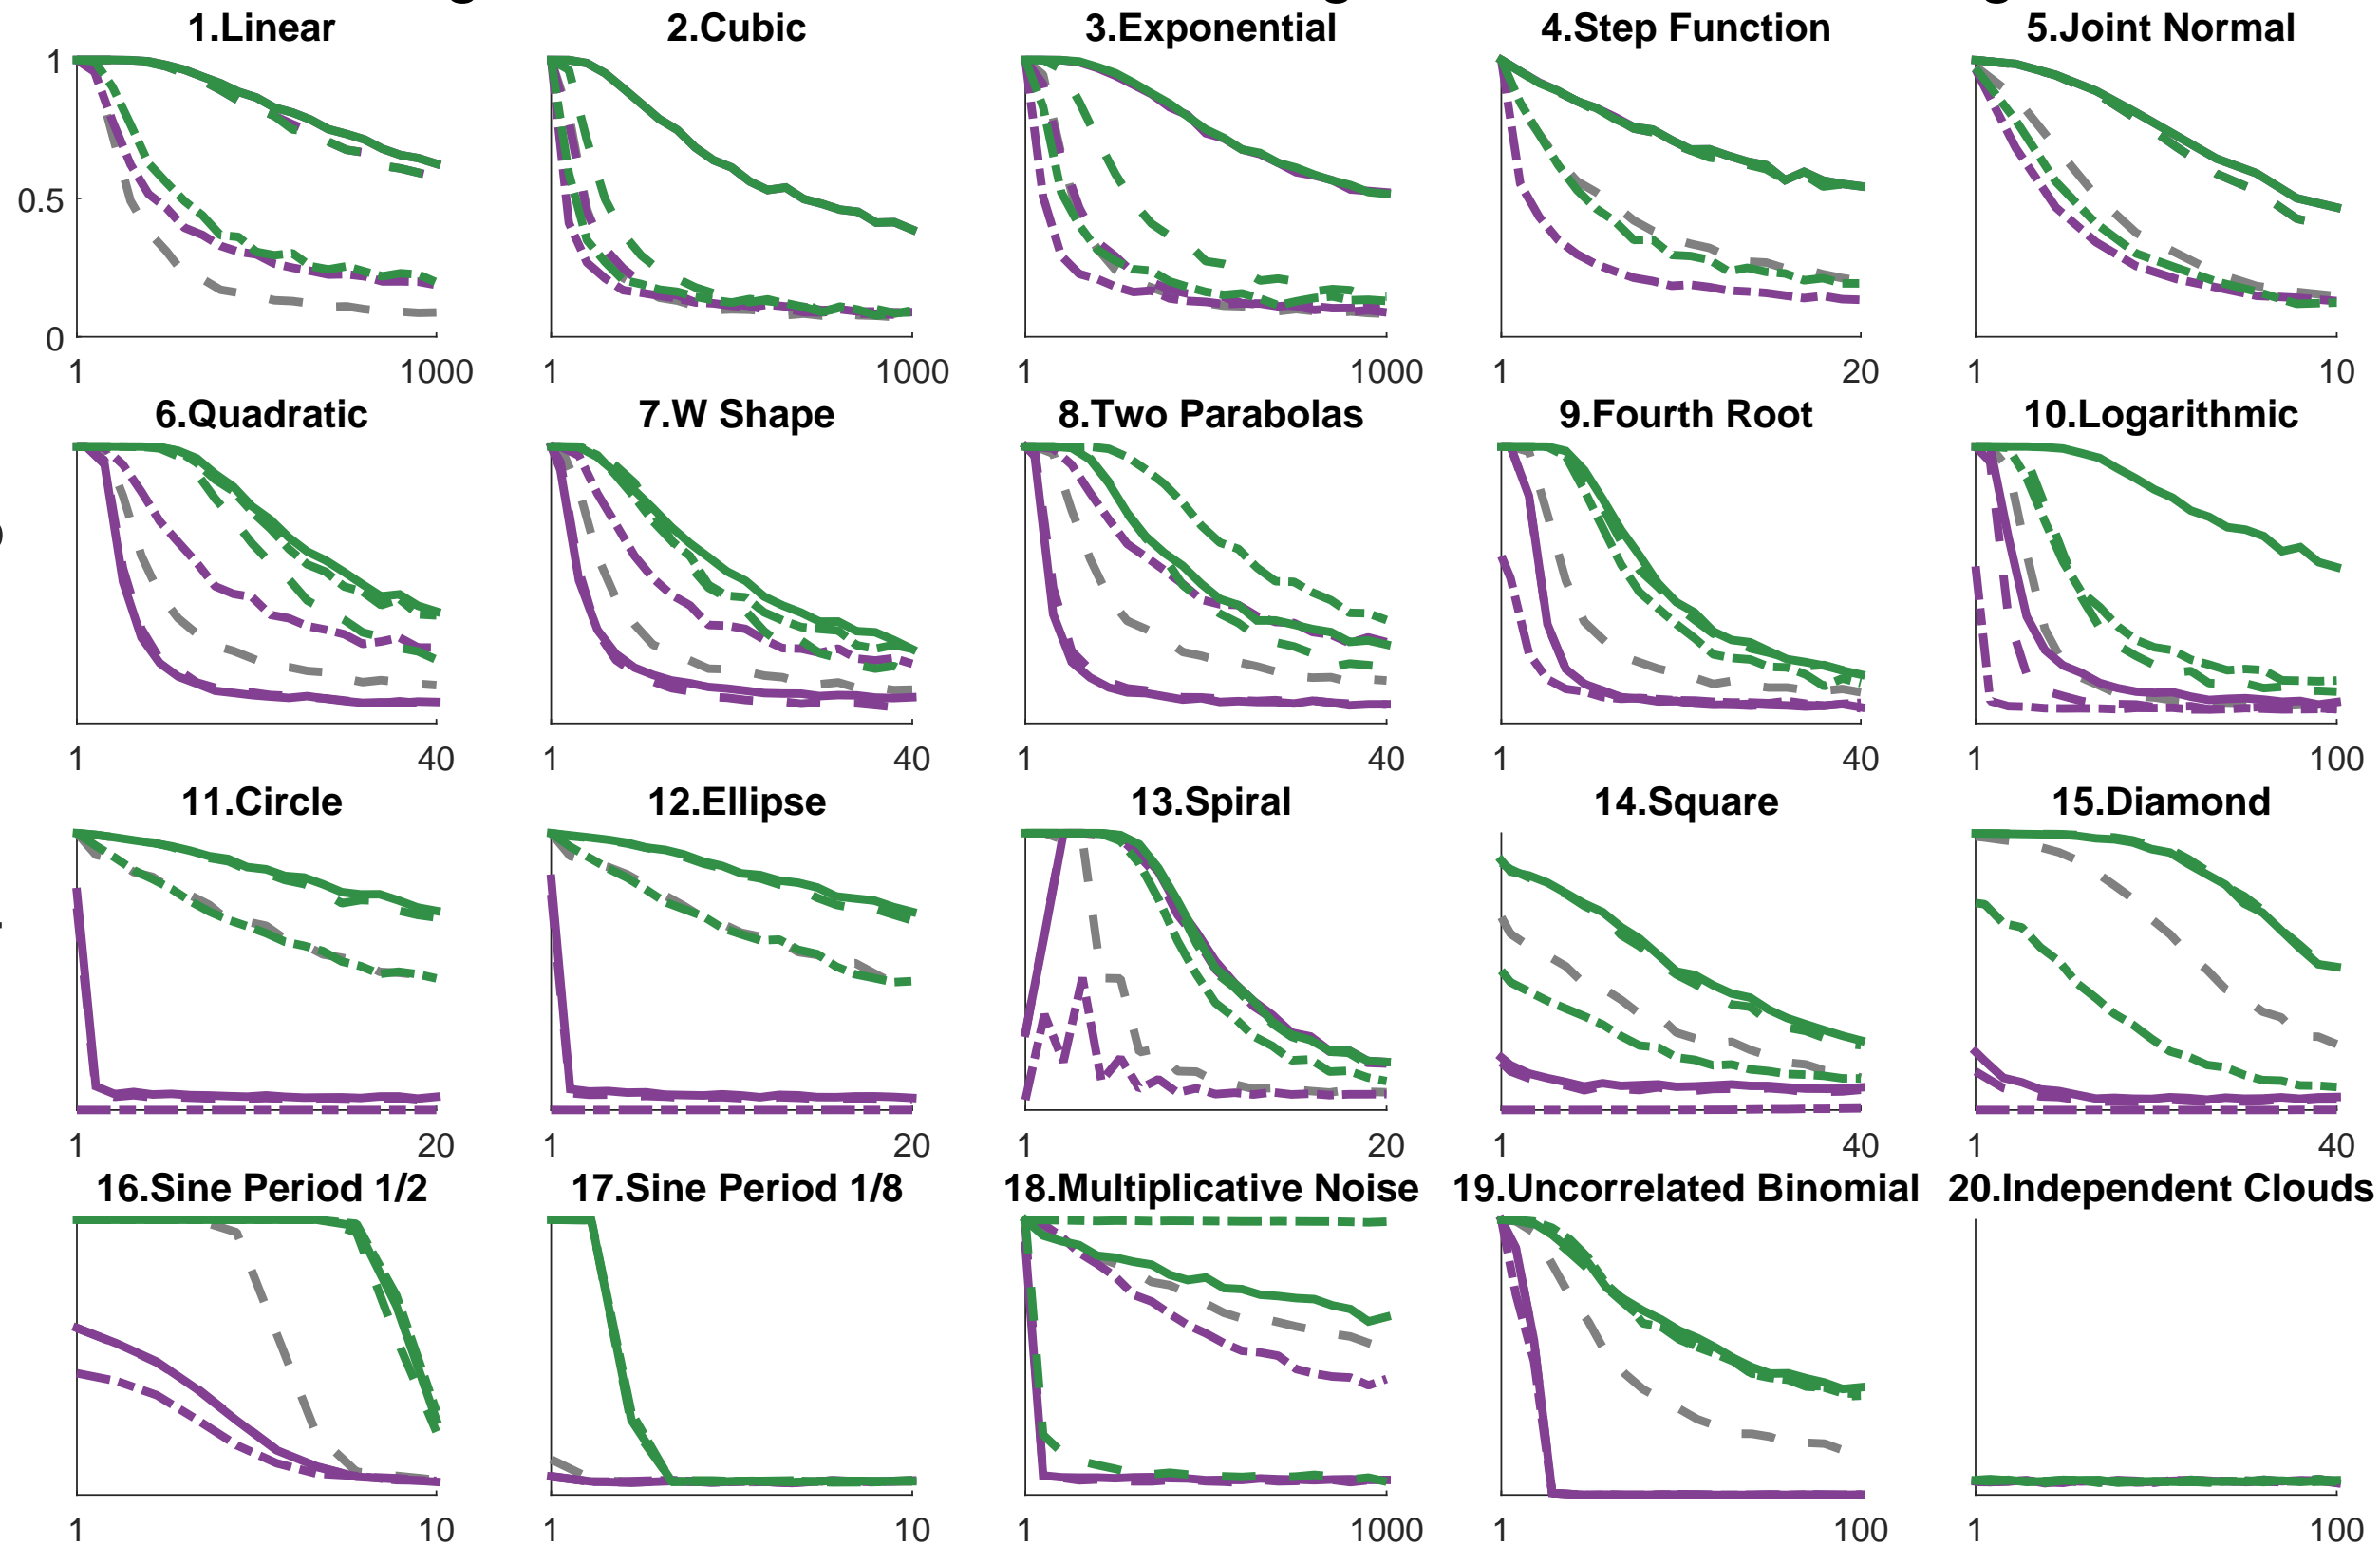 1.Linear 2.Cubic 3.Exponential 4.Step Function 5.Joint Normal
1
0.5
0
1 1000 1 1000 1 1000 1 20 1 10
6.Quadratic 7.W Shape 8.Two Parabolas 9.Fourth Root 10.Logarithmic
1 40 1 40 1 40 1 40 1 100
11.Circle 12.Ellipse 13.Spiral 14.Square 15.Diamond
1 20 1 20 1 20 1 40 1 40
16.Sine Period 1/2 17.Sine Period 1/8 18.Multiplicative Noise 19.Uncorrelated Binomial 20.Independent Clouds
1 10 1 10 1 1000 1 100 1 100